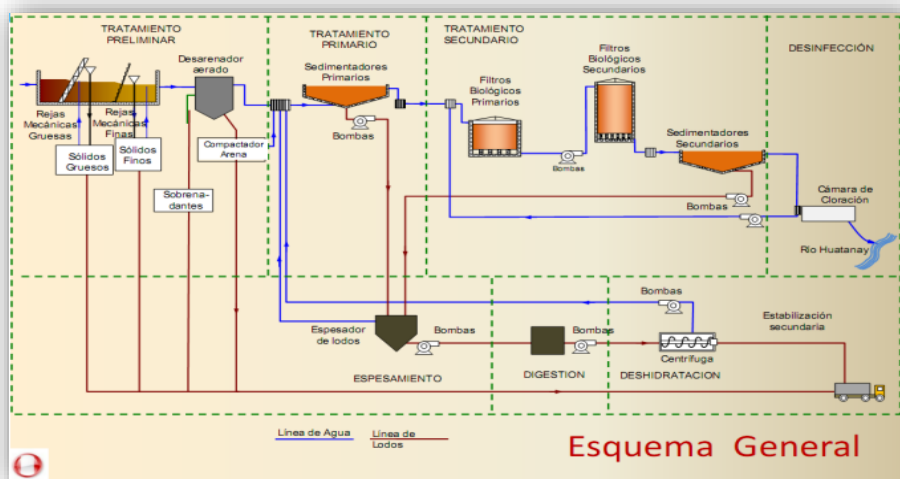 TRATAMIENTO
PRELIMINAR
TRATAMIENTO
PRIMARIO
TRATAMIENTO
SECUNDARIO
DESINFECCIÓN
Desarenador
aerado
Sedimentadores
Primarios
Filtros
Biológicos
Primarios
Filtros
Biológicos
Secundarios
Rejas
Mecánicas
Gruesas
Rejas
Mecánicas
Finas
Sólidos
Gruesos
Sólidos
Finos
Compactador
Arena
Bombas
Bombas
Sedimentadores
Secundarios
Sobrena-
dantes
Bombas
Cámara de
Cloración
Río Huatanay
Bombas
Espesador
de lodos
Bombas
Bombas
Centrífuga
Estabilización
secundaria
ESPESAMIENTO
DIGESTION
DESHIDRATACION
Línea de Agua
Línea de
Lodos
Esquema General